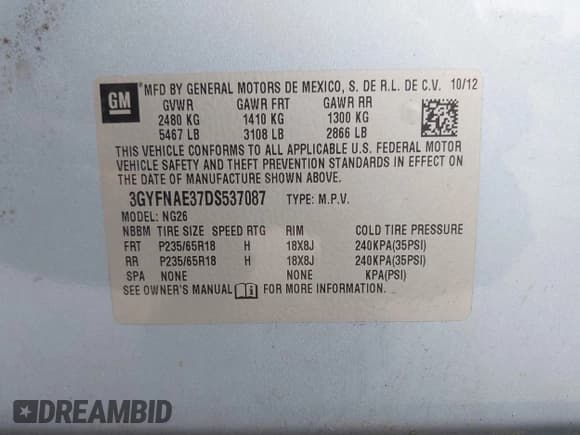 GM *MFD BY GENERAL MOTORS DE MEXICO, S. DE R.L. DE C.V. 10/12
GVWR GAWR FRT GAWR RR
2480 KG 1410 KG 1300 KG
5467 LB 3108 LB 2866 LB
THIS VEHICLE CONFORMS TO ALL APPLICABLE U.S. FEDERAL MOTOR
VEHICLE SAFETY AND THEFT PREVENTION STANDARDS IN EFFECT ON
THE DATE OF MANUFACTURE SHOWN ABOVE.
3GYFNAE37DS537087 TYPE: M.P.V.
MODEL: NG26
NBBM TIRE SIZE SPEED RTG RIM COLD TIRE PRESSURE
FRT P235/65R18 H 18X8J 240KPA(35PSI)
RR P235/65R18 H 18X8J 240KPA(35PSI)
SPA NONE NONE KPA(PSI)
SEE OWNER'S MANUAL FOR MORE INFORMATION.
DREAMBID